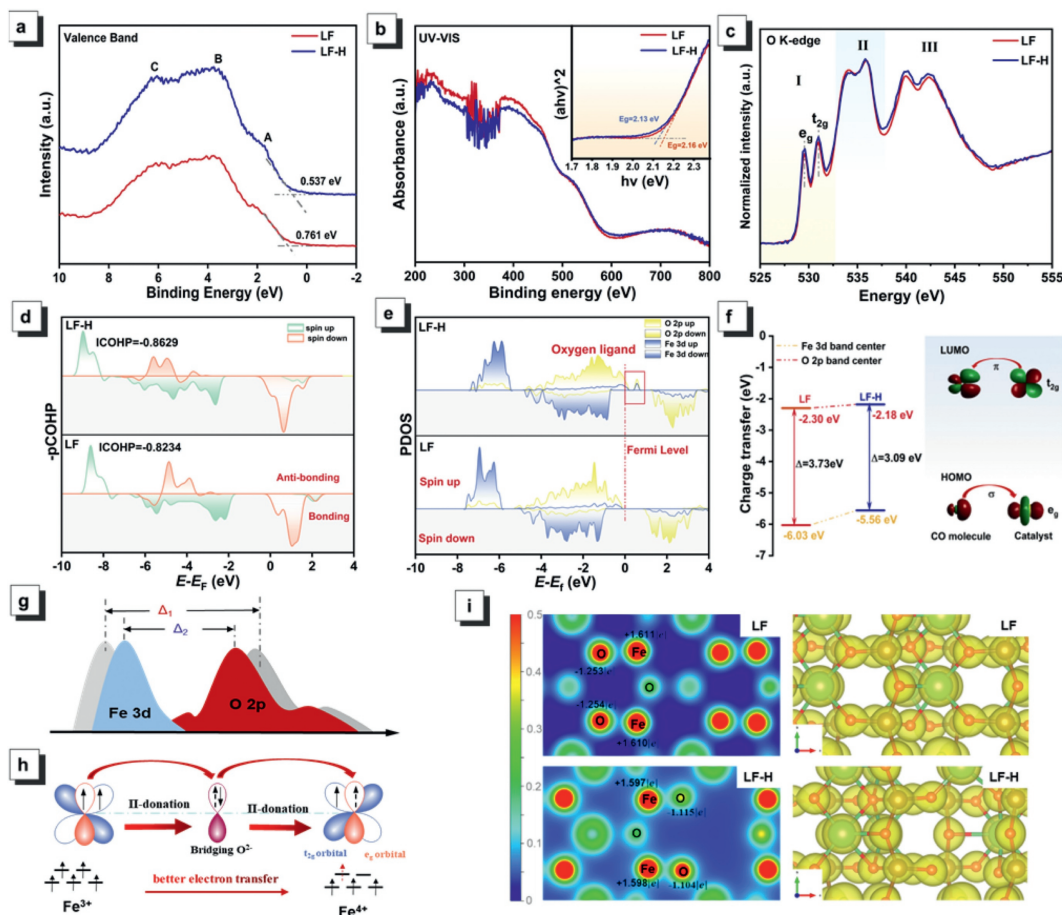 a
Valence Band
LF
LF-H
C
B
A
0.537 eV
0.761 eV
Intensity (a.u.)
10 8 6 4 2 0 -2
Binding Energy (eV)
b
UV-VIS
LF
LF-H
Absorbance (a.u.)
200 300 400 500 600 700 800
Binding Energy (eV)
LF
LF-H
(ahv)^2
Eg=2.13 eV
Eg=2.16 eV
1.7 1.8 1.9 2.0 2.1 2.2 2.3
hv (eV)
c
O K-edge
LF
LF-H
I
II
III
eg
t2g
Normalized intensity (a.u.)
525 530 535 540 545 550 555
Energy (eV)
d
LF-H
ICOHP=-0.8629
spin up
spin down
LF
ICOHP=-0.8234
Anti-bonding
Bonding
-pCOHP
-10 -8 -6 -4 -2 0 2 4
E-EF (eV)
e
LF-H
O 2p up
O 2p down
Fe 3d up
Fe 3d down
Oxygen ligand
LF
Fermi Level
Spin up
Spin down
PDOS
-10 -8 -6 -4 -2 0 2 4
E-Ef (eV)
f
Fe 3d band center
O 2p band center
LF
LF-H
-2.30 eV
-2.18 eV
Δ=3.73eV
Δ=3.09 eV
-6.03 eV
-5.56 eV
Charge transfer (eV)
0
-1
-2
-3
-4
-5
-6
-7
LUMO
π
t2g
HOMO
σ
eg
CO molecule
Catalyst
g
Δ1
Δ2
Fe 3d
O 2p
h
II-donation
II-donation
Bridging O2-
t2g orbital
eg orbital
better electron transfer
Fe3+
Fe4+
i
0.5
0.4
0.3
0.2
0.1
0
LF
+1.611|e|
O
Fe
-1.253|e|
O
-1.254|e|
O
Fe
+1.610|e|
LF-H
+1.597|e|
Fe
O
-1.115|e|
O
Fe
O
+1.598|e|
-1.104|e|
LF
LF-H